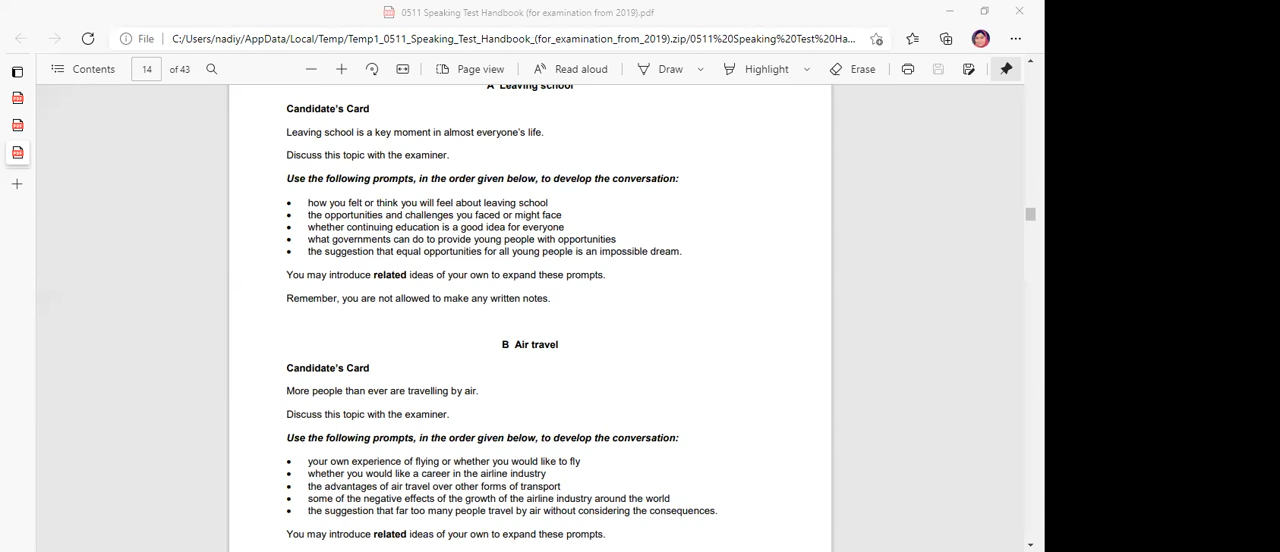 0511 Speaking Test Handbook (for examination from 2019).pdf
File C:/Users/nadiy/AppData/Local/Temp/Temp1_0511_Speaking_Test_Handbook_(for_examination_from_2019).zip/0511%20Speaking%20Test%20Ha...
Contents 14 of 43 Page view Read aloud Draw Highlight Erase
A Leaving school
Candidate's Card
Leaving school is a key moment in almost everyone's life.
Discuss this topic with the examiner.
Use the following prompts, in the order given below, to develop the conversation:
• how you felt or think you will feel about leaving school
• the opportunities and challenges you faced or might face
• whether continuing education is a good idea for everyone
• what governments can do to provide young people with opportunities
• the suggestion that equal opportunities for all young people is an impossible dream.
You may introduce related ideas of your own to expand these prompts.
Remember, you are not allowed to make any written notes.
B Air travel
Candidate's Card
More people than ever are travelling by air.
Discuss this topic with the examiner.
Use the following prompts, in the order given below, to develop the conversation:
• your own experience of flying or whether you would like to fly
• whether you would like a career in the airline industry
• the advantages of air travel over other forms of transport
• some of the negative effects of the growth of the airline industry around the world
• the suggestion that far too many people travel by air without considering the consequences.
You may introduce related ideas of your own to expand these prompts.